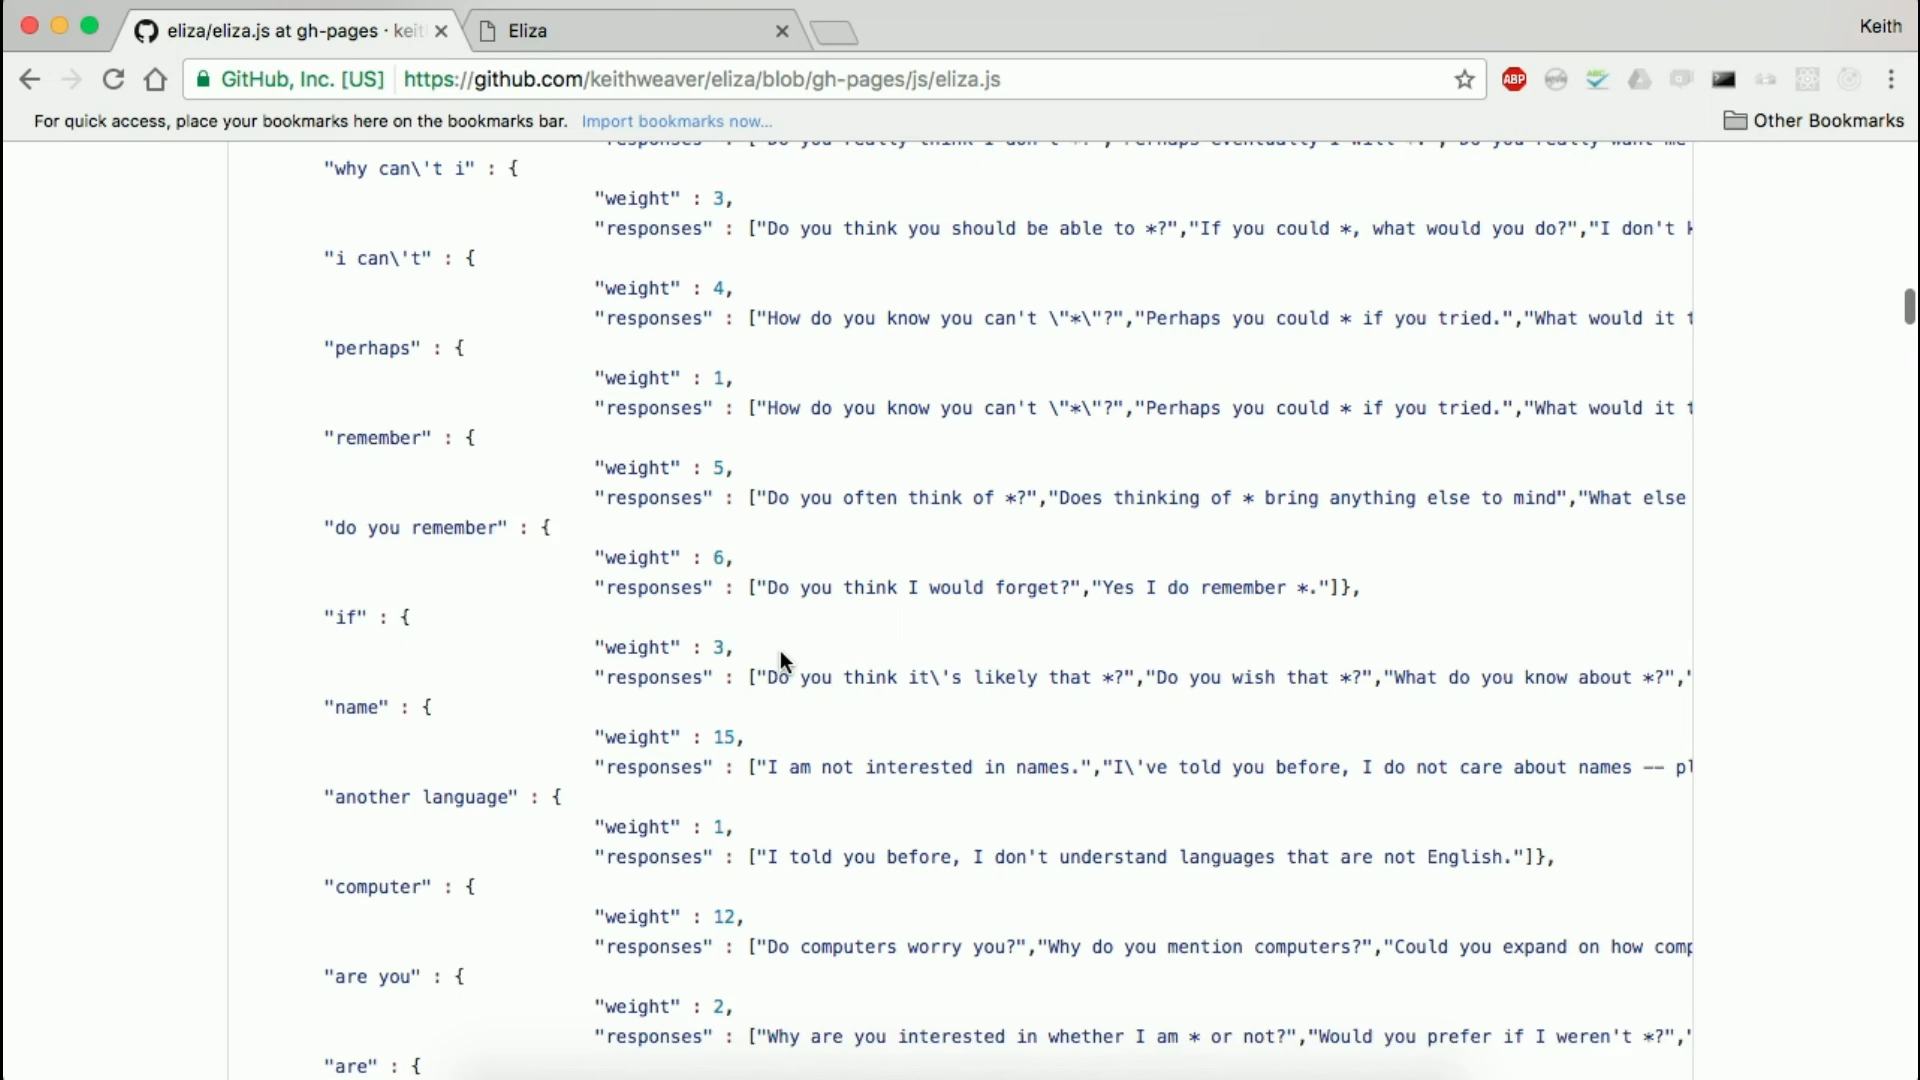 eliza/eliza.js at gh-pages · keit
Eliza
Keith
GitHub, Inc. [US] https://github.com/keithweaver/eliza/blob/gh-pages/js/eliza.js
ABP
For quick access, place your bookmarks here on the bookmarks bar. Import bookmarks now...
Other Bookmarks
"why can\'t i" : {
"weight" : 3,
"responses" : ["Do you think you should be able to *?","If you could *, what would you do?","I don't k
"i can\'t" : {
"weight" : 4,
"responses" : ["How do you know you can't \"*\"?","Perhaps you could * if you tried.","What would it t
"perhaps" : {
"weight" : 1,
"responses" : ["How do you know you can't \"*\"?","Perhaps you could * if you tried.","What would it t
"remember" : {
"weight" : 5,
"responses" : ["Do you often think of *?","Does thinking of * bring anything else to mind","What else
"do you remember" : {
"weight" : 6,
"responses" : ["Do you think I would forget?","Yes I do remember *."]},
"if" : {
"weight" : 3,
"responses" : ["Do you think it\'s likely that *?","Do you wish that *?","What do you know about *?","
"name" : {
"weight" : 15,
"responses" : ["I am not interested in names.","I\'ve told you before, I do not care about names -- pl
"another language" : {
"weight" : 1,
"responses" : ["I told you before, I don't understand languages that are not English."]},
"computer" : {
"weight" : 12,
"responses" : ["Do computers worry you?","Why do you mention computers?","Could you expand on how comp
"are you" : {
"weight" : 2,
"responses" : ["Why are you interested in whether I am * or not?","Would you prefer if I weren't *?","
"are" : {